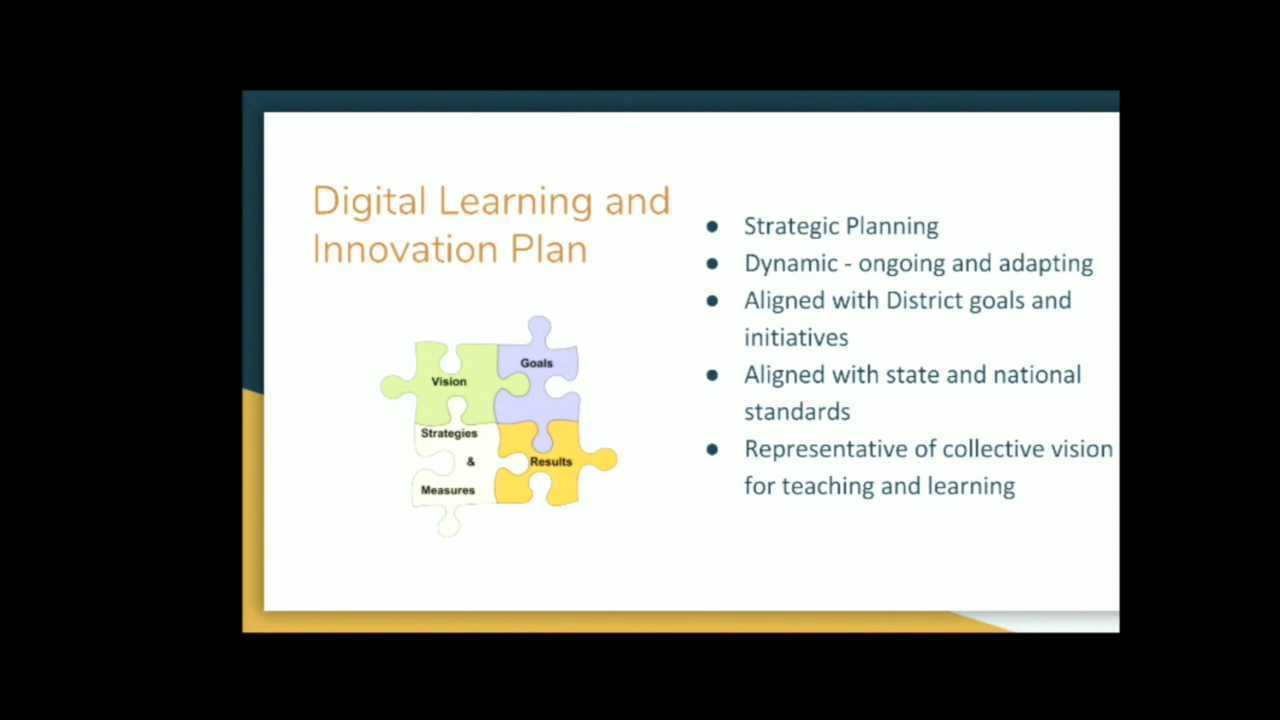 Digital Learning and
Innovation Plan
Goals
Vision
Strategies
&
Results
Measures
● Strategic Planning
● Dynamic - ongoing and adapting
● Aligned with District goals and
initiatives
● Aligned with state and national
standards
● Representative of collective vision
for teaching and learning